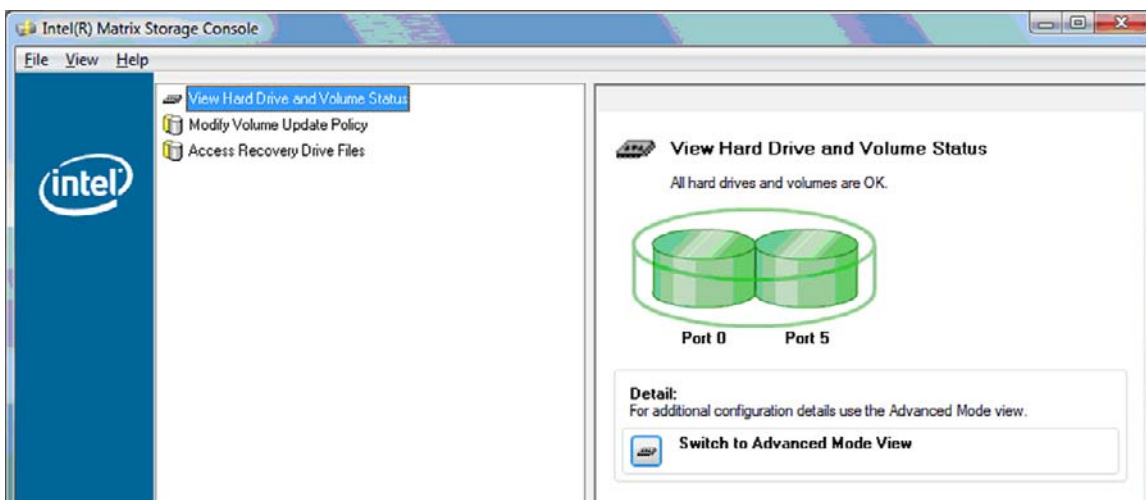 Intel(R) Matrix Storage Console
File View Help
intel
View Hard Drive and Volume Status
Modify Volume Update Policy
Access Recovery Drive Files
View Hard Drive and Volume Status
All hard drives and volumes are OK.
Port 0 Port 5
Detail:
For additional configuration details use the Advanced Mode view.
Switch to Advanced Mode View